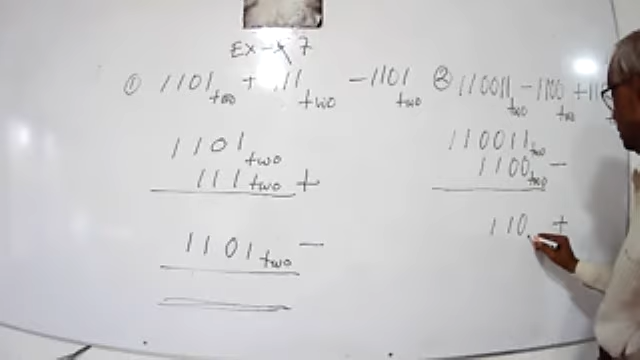 Ex - 7
① 1101two + 111two - 1101two
1101two
111two +
1101two -
② 110011two - 1100two + 11
110011two
1100two -
110 +